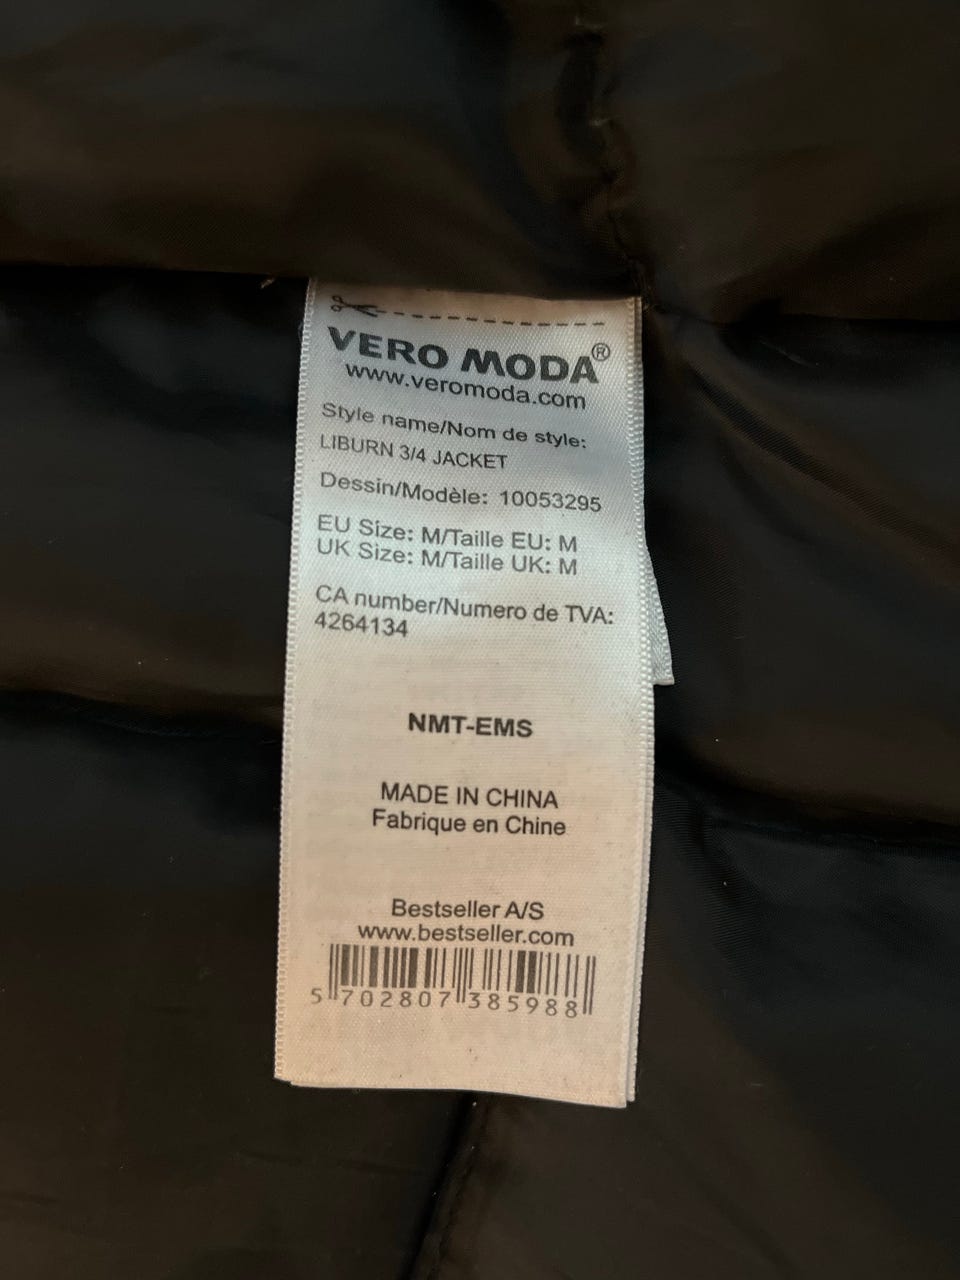 VERO MODA®
www.veromoda.com
Style name/Nom de style:
LIBURN 3/4 JACKET
Dessin/Modèle: 10053295
EU Size: M/Taille EU: M
UK Size: M/Taille UK: M
CA number/Numero de TVA:
4264134
NMT-EMS
MADE IN CHINA
Fabrique en Chine
Bestseller A/S
www.bestseller.com
5 702807 385988